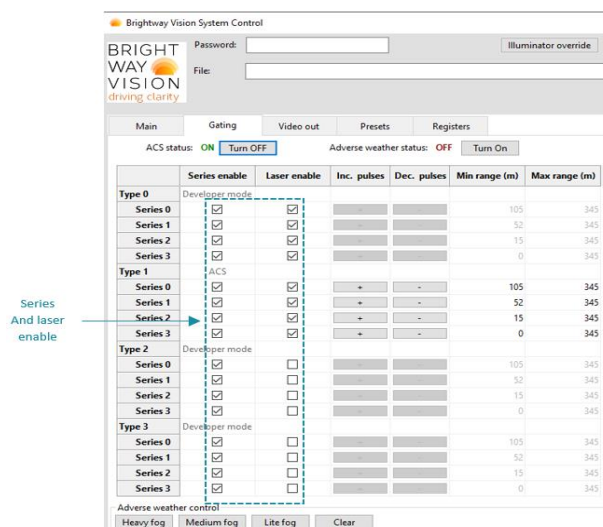 Brightway Vision System Control
BRIGHT
WAY
VISION
driving clarity
Password:
Illuminator override
File:
Main Gating Video out Presets Registers
ACS status: ON Turn OFF Adverse weather status: OFF Turn On
Series enable Laser enable Inc. pulses Dec. pulses Min range (m) Max range (m)
Type 0 Developer mode
Series 0 - - 105 345
Series 1 - - 52 345
Series 2 - - 15 345
Series 3 - - 0 345
Type 1 ACS
Series 0 + - 105 345
Series 1 + - 52 345
Series 2 + - 15 345
Series 3 + - 0 345
Type 2 Developer mode
Series 0 - - 105 345
Series 1 - - 52 345
Series 2 - - 15 345
Series 3 - - 0 345
Type 3 Developer mode
Series 0 - - 105 345
Series 1 - - 52 345
Series 2 - - 15 345
Series 3 - - 0 345
Adverse weather control
Heavy fog Medium fog Lite fog Clear
Series
And laser
enable